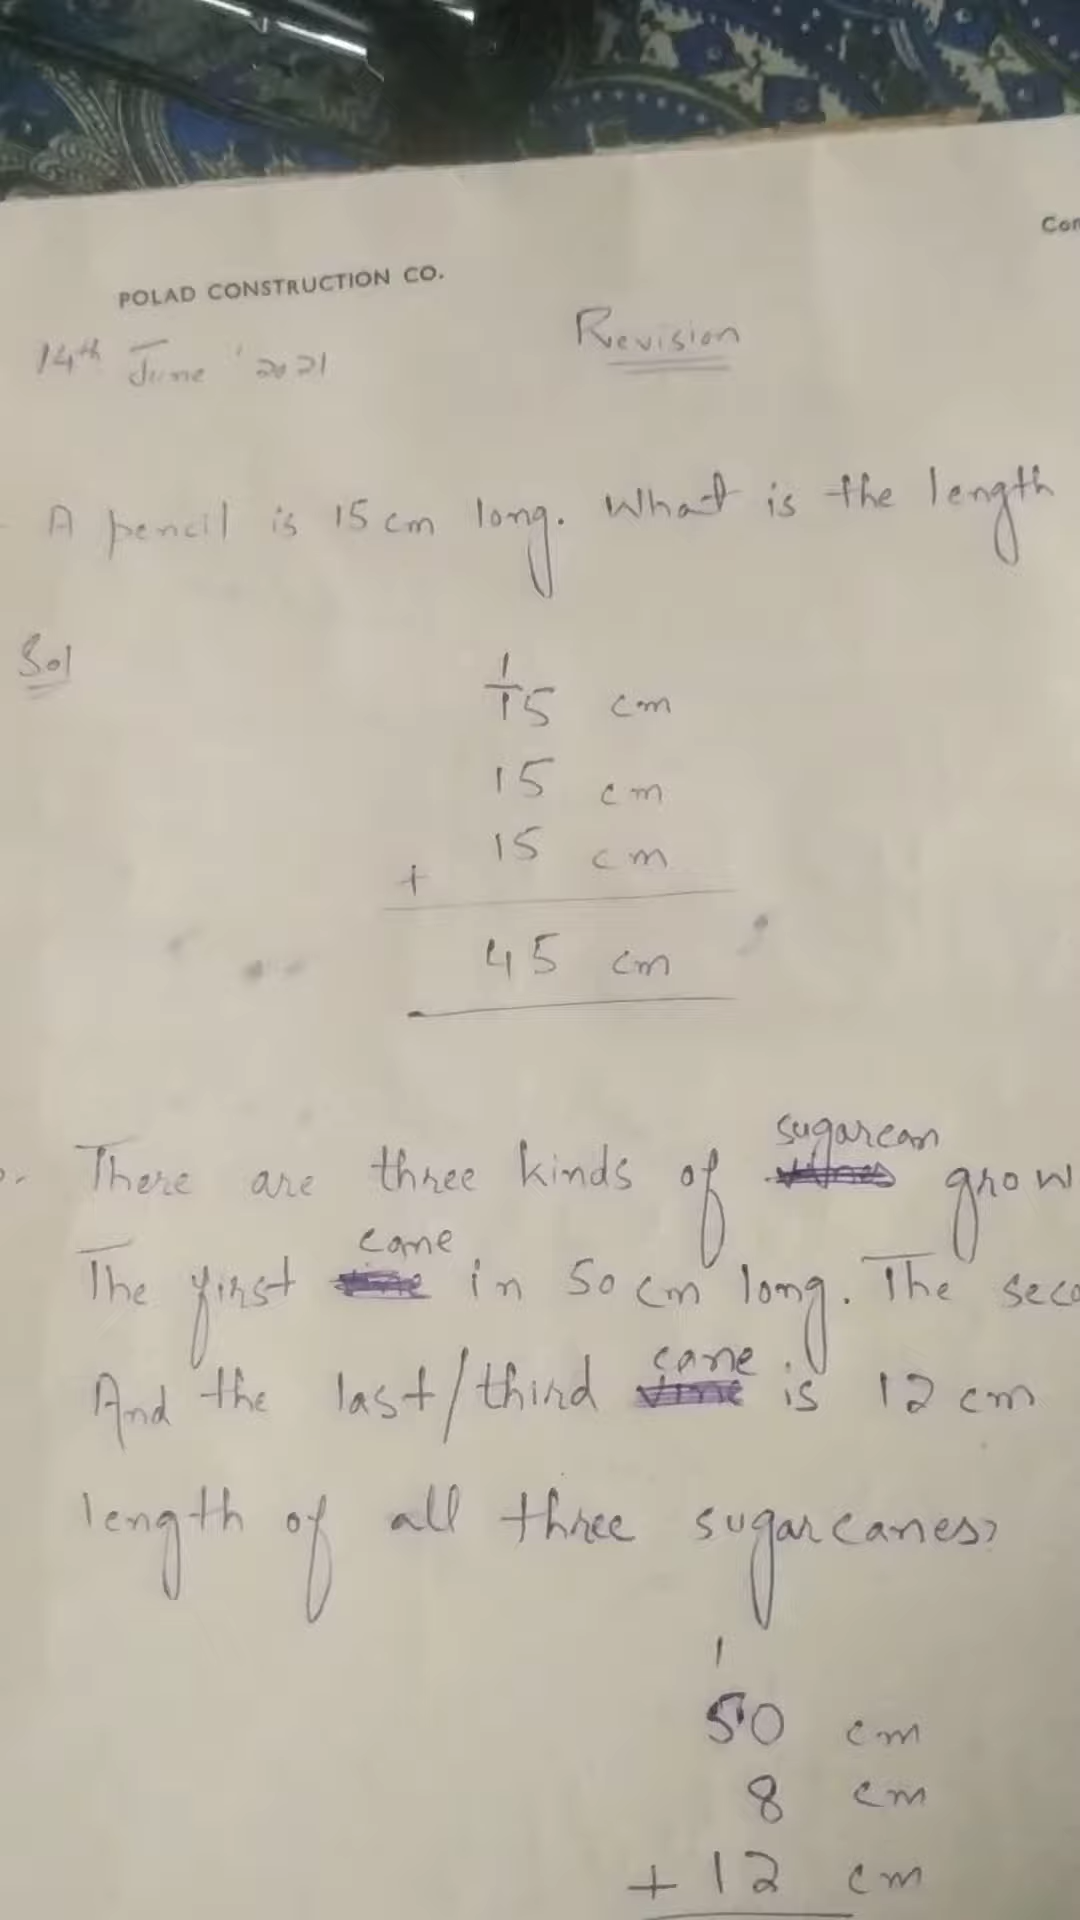 Con
POLAD CONSTRUCTION CO.
14th June '2021 Revision
A pencil is 15 cm long. What is the length
Sol
1
15 cm
15 cm
+ 15 cm
45 cm
There are three kinds of sugarcan grow
The first cane in 50 cm long. The seco
And the last/third cane is 12 cm
length of all three sugarcanes?
1
50 cm
8 cm
+ 12 cm